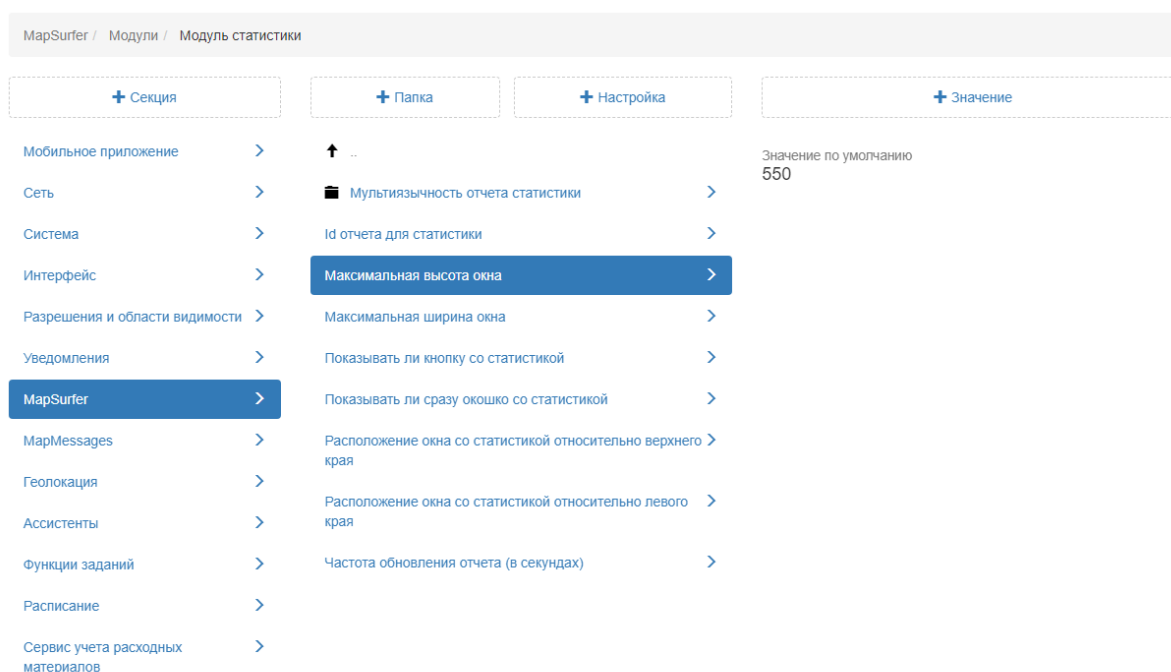 MapSurfer / Модули / Модуль статистики
+ Секция
+ Папка
+ Настройка
+ Значение
Мобильное приложение
Сеть
Система
Интерфейс
Разрешения и области видимости
Уведомления
MapSurfer
MapMessages
Геолокация
Ассистенты
Функции заданий
Расписание
Сервис учета расходных
материалов
..
Мультиязычность отчета статистики
Id отчета для статистики
Максимальная высота окна
Максимальная ширина окна
Показывать ли кнопку со статистикой
Показывать ли сразу окошко со статистикой
Расположение окна со статистикой относительно верхнего
края
Расположение окна со статистикой относительно левого
края
Частота обновления отчета (в секундах)
Значение по умолчанию
550